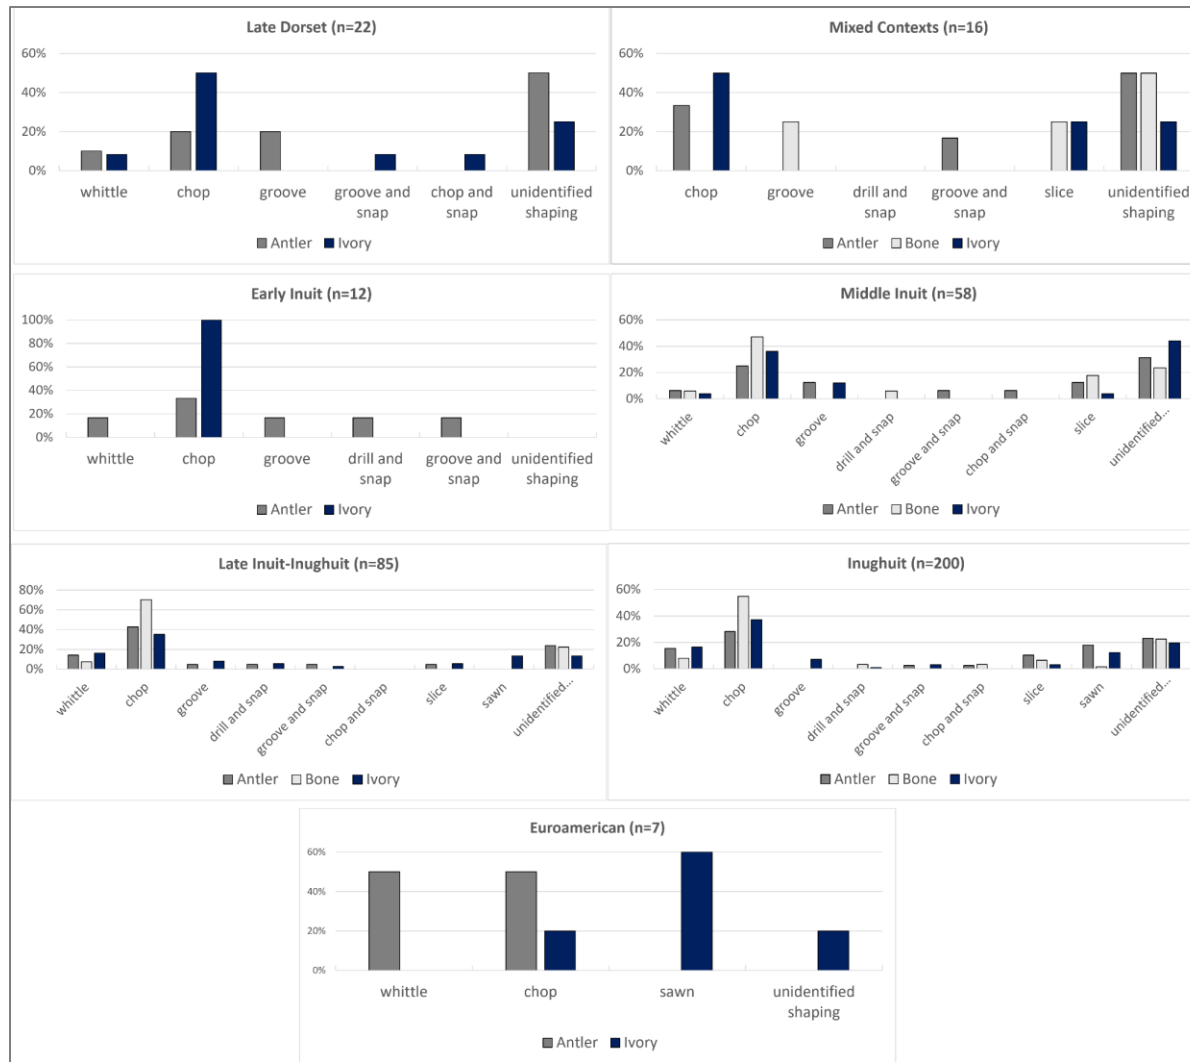 Late Dorset (n=22)
60%
40%
20%
0%
whittle chop groove groove and snap chop and snap unidentified shaping
Antler Ivory
Mixed Contexts (n=16)
60%
40%
20%
0%
chop groove drill and snap groove and snap slice unidentified shaping
Antler Bone Ivory
Early Inuit (n=12)
100%
80%
60%
40%
20%
0%
whittle chop groove drill and snap groove and snap unidentified shaping
Antler Ivory
Middle Inuit (n=58)
60%
40%
20%
0%
whittle chop groove drill and snap groove and snap chop and snap slice unidentified...
Antler Bone Ivory
Late Inuit-Inughuit (n=85)
80%
60%
40%
20%
0%
whittle chop groove drill and snap groove and snap chop and snap slice sawn unidentified...
Antler Bone Ivory
Inughuit (n=200)
60%
40%
20%
0%
whittle chop groove drill and snap groove and snap chop and snap slice sawn unidentified...
Antler Bone Ivory
Euroamerican (n=7)
60%
40%
20%
0%
whittle chop sawn unidentified shaping
Antler Ivory